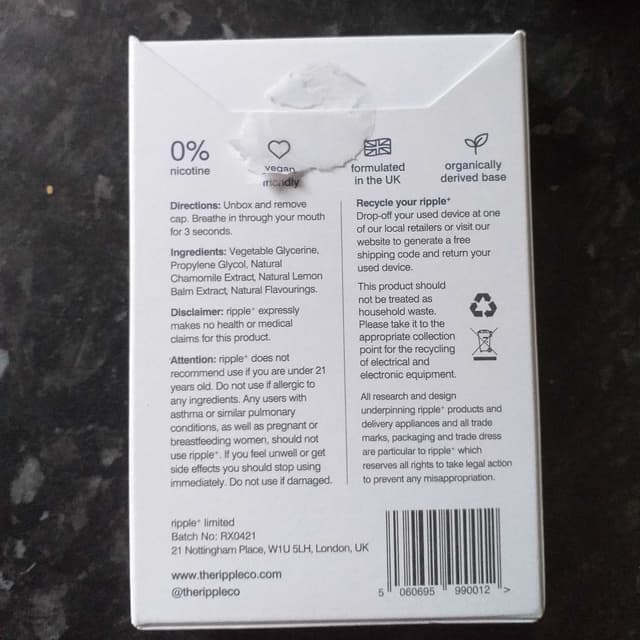 0%
nicotine
vegan
friendly
formulated
in the UK
organically
derived base
Directions: Unbox and remove
cap. Breathe in through your mouth
for 3 seconds.
Ingredients: Vegetable Glycerine,
Propylene Glycol, Natural
Chamomile Extract, Natural Lemon
Balm Extract, Natural Flavourings.
Disclaimer: ripple⁺ expressly
makes no health or medical
claims for this product.
Attention: ripple⁺ does not
recommend use if you are under 21
years old. Do not use if allergic to
any ingredients. Any users with
asthma or similar pulmonary
conditions, as well as pregnant or
breastfeeding women, should not
use ripple⁺. If you feel unwell or get
side effects you should stop using
immediately. Do not use if damaged.
Recycle your ripple⁺
Drop-off your used device at one
of our local retailers or visit our
website to generate a free
shipping code and return your
used device.
This product should
not be treated as
household waste.
Please take it to the
appropriate collection
point for the recycling
of electrical and
electronic equipment.
All research and design
underpinning ripple⁺ products and
delivery appliances and all trade
marks, packaging and trade dress
are particular to ripple⁺ which
reserves all rights to take legal action
to prevent any misappropriation.
ripple⁺ limited
Batch No: RX0421
21 Nottingham Place, W1U 5LH, London, UK
www.therippleco.com
@therippleco
5 060695 990012 >